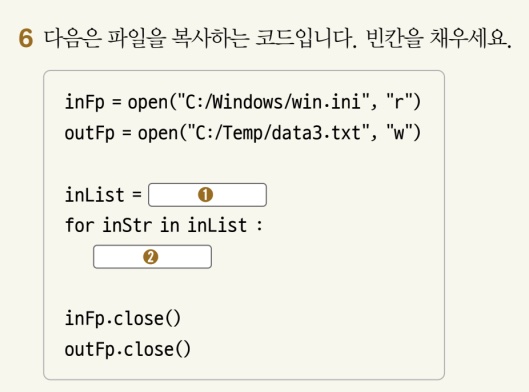 6 다음은 파일을 복사하는 코드입니다. 빈칸을 채우세요.
inFp = open("C:/Windows/win.ini", "r")
outFp = open("C:/Temp/data3.txt", "w")
inList = ❶
for inStr in inList :
❷
inFp.close()
outFp.close()